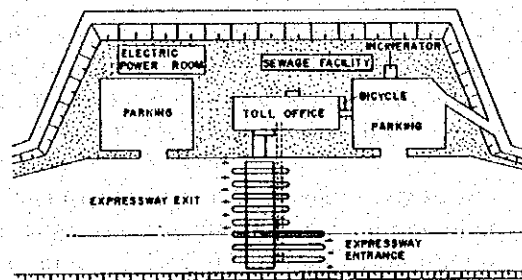 ELECTRIC
POWER ROOM
SEWAGE FACILITY
INCINERATOR
BICYCLE
PARKING
TOLL OFFICE
PARKING
EXPRESSWAY EXIT
EXPRESSWAY
ENTRANCE